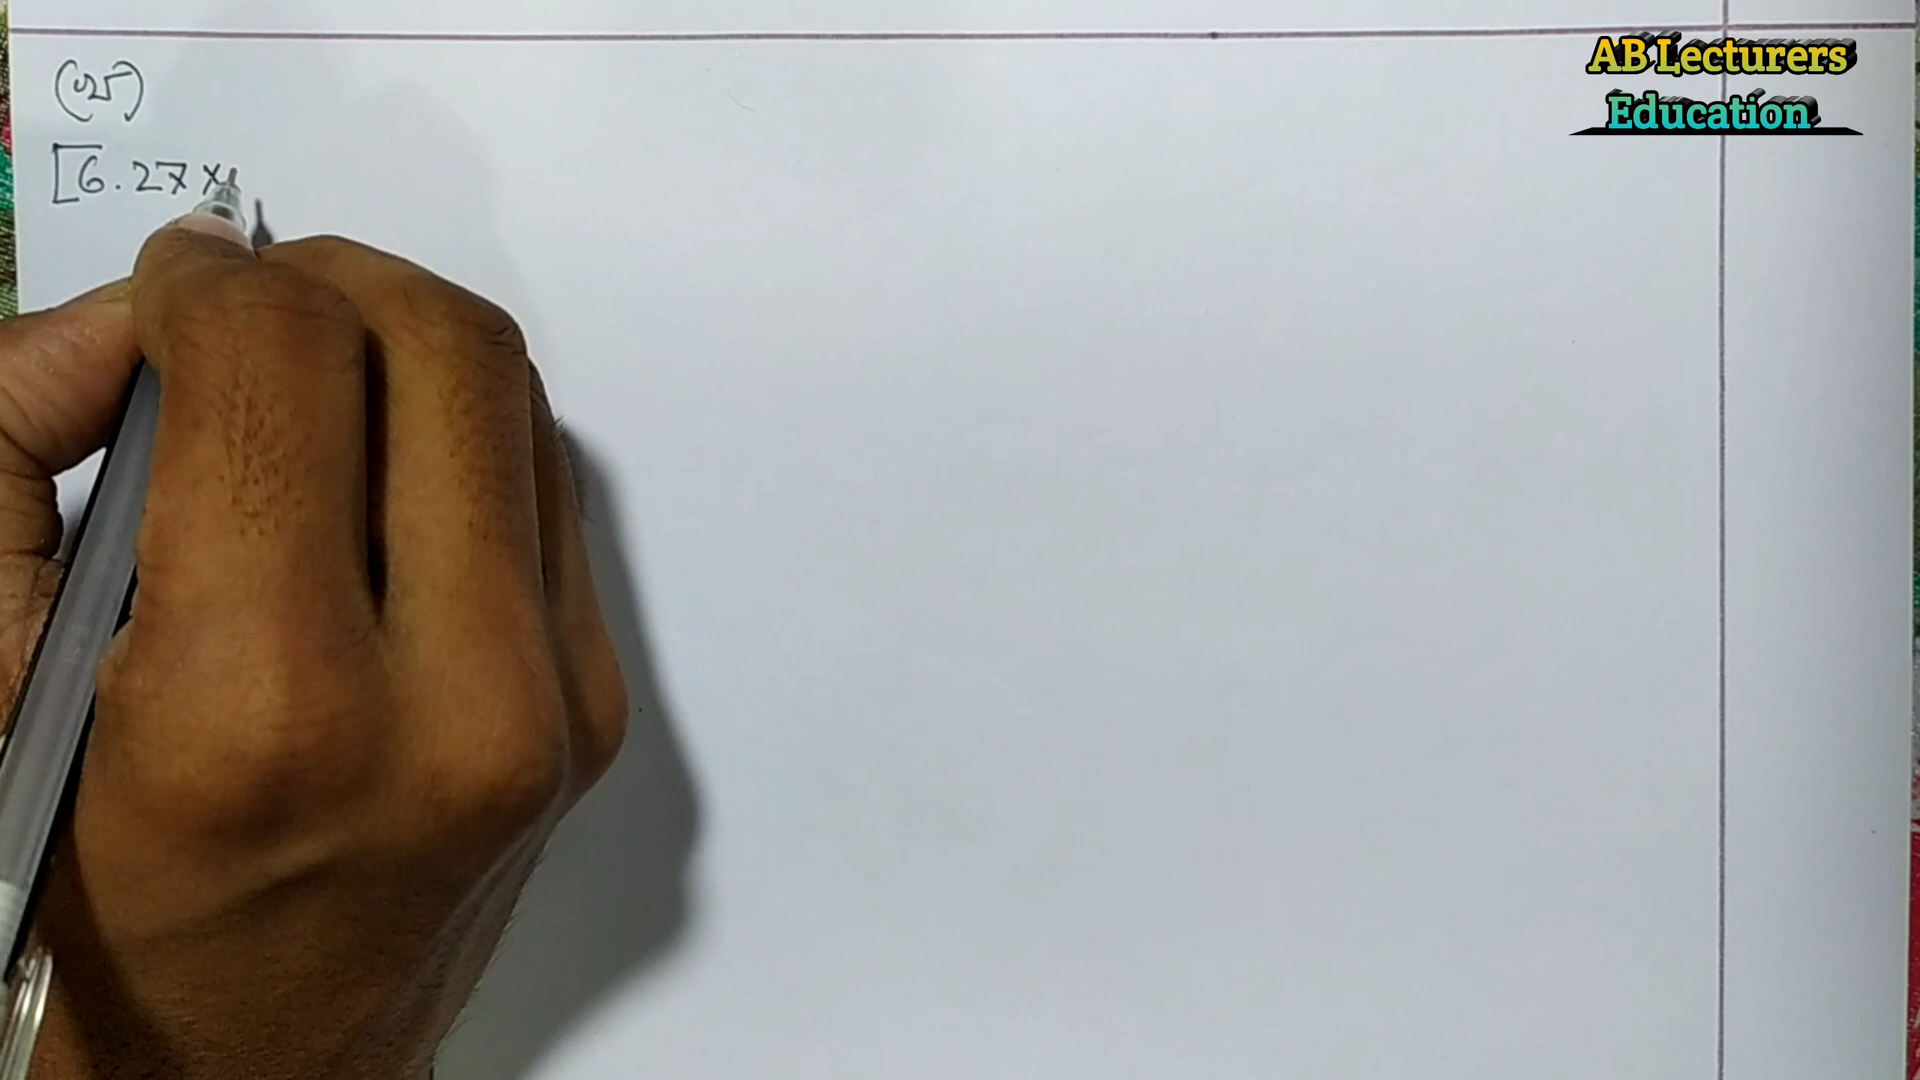 AB Lecturers
Education
(খ)
[6.27 x